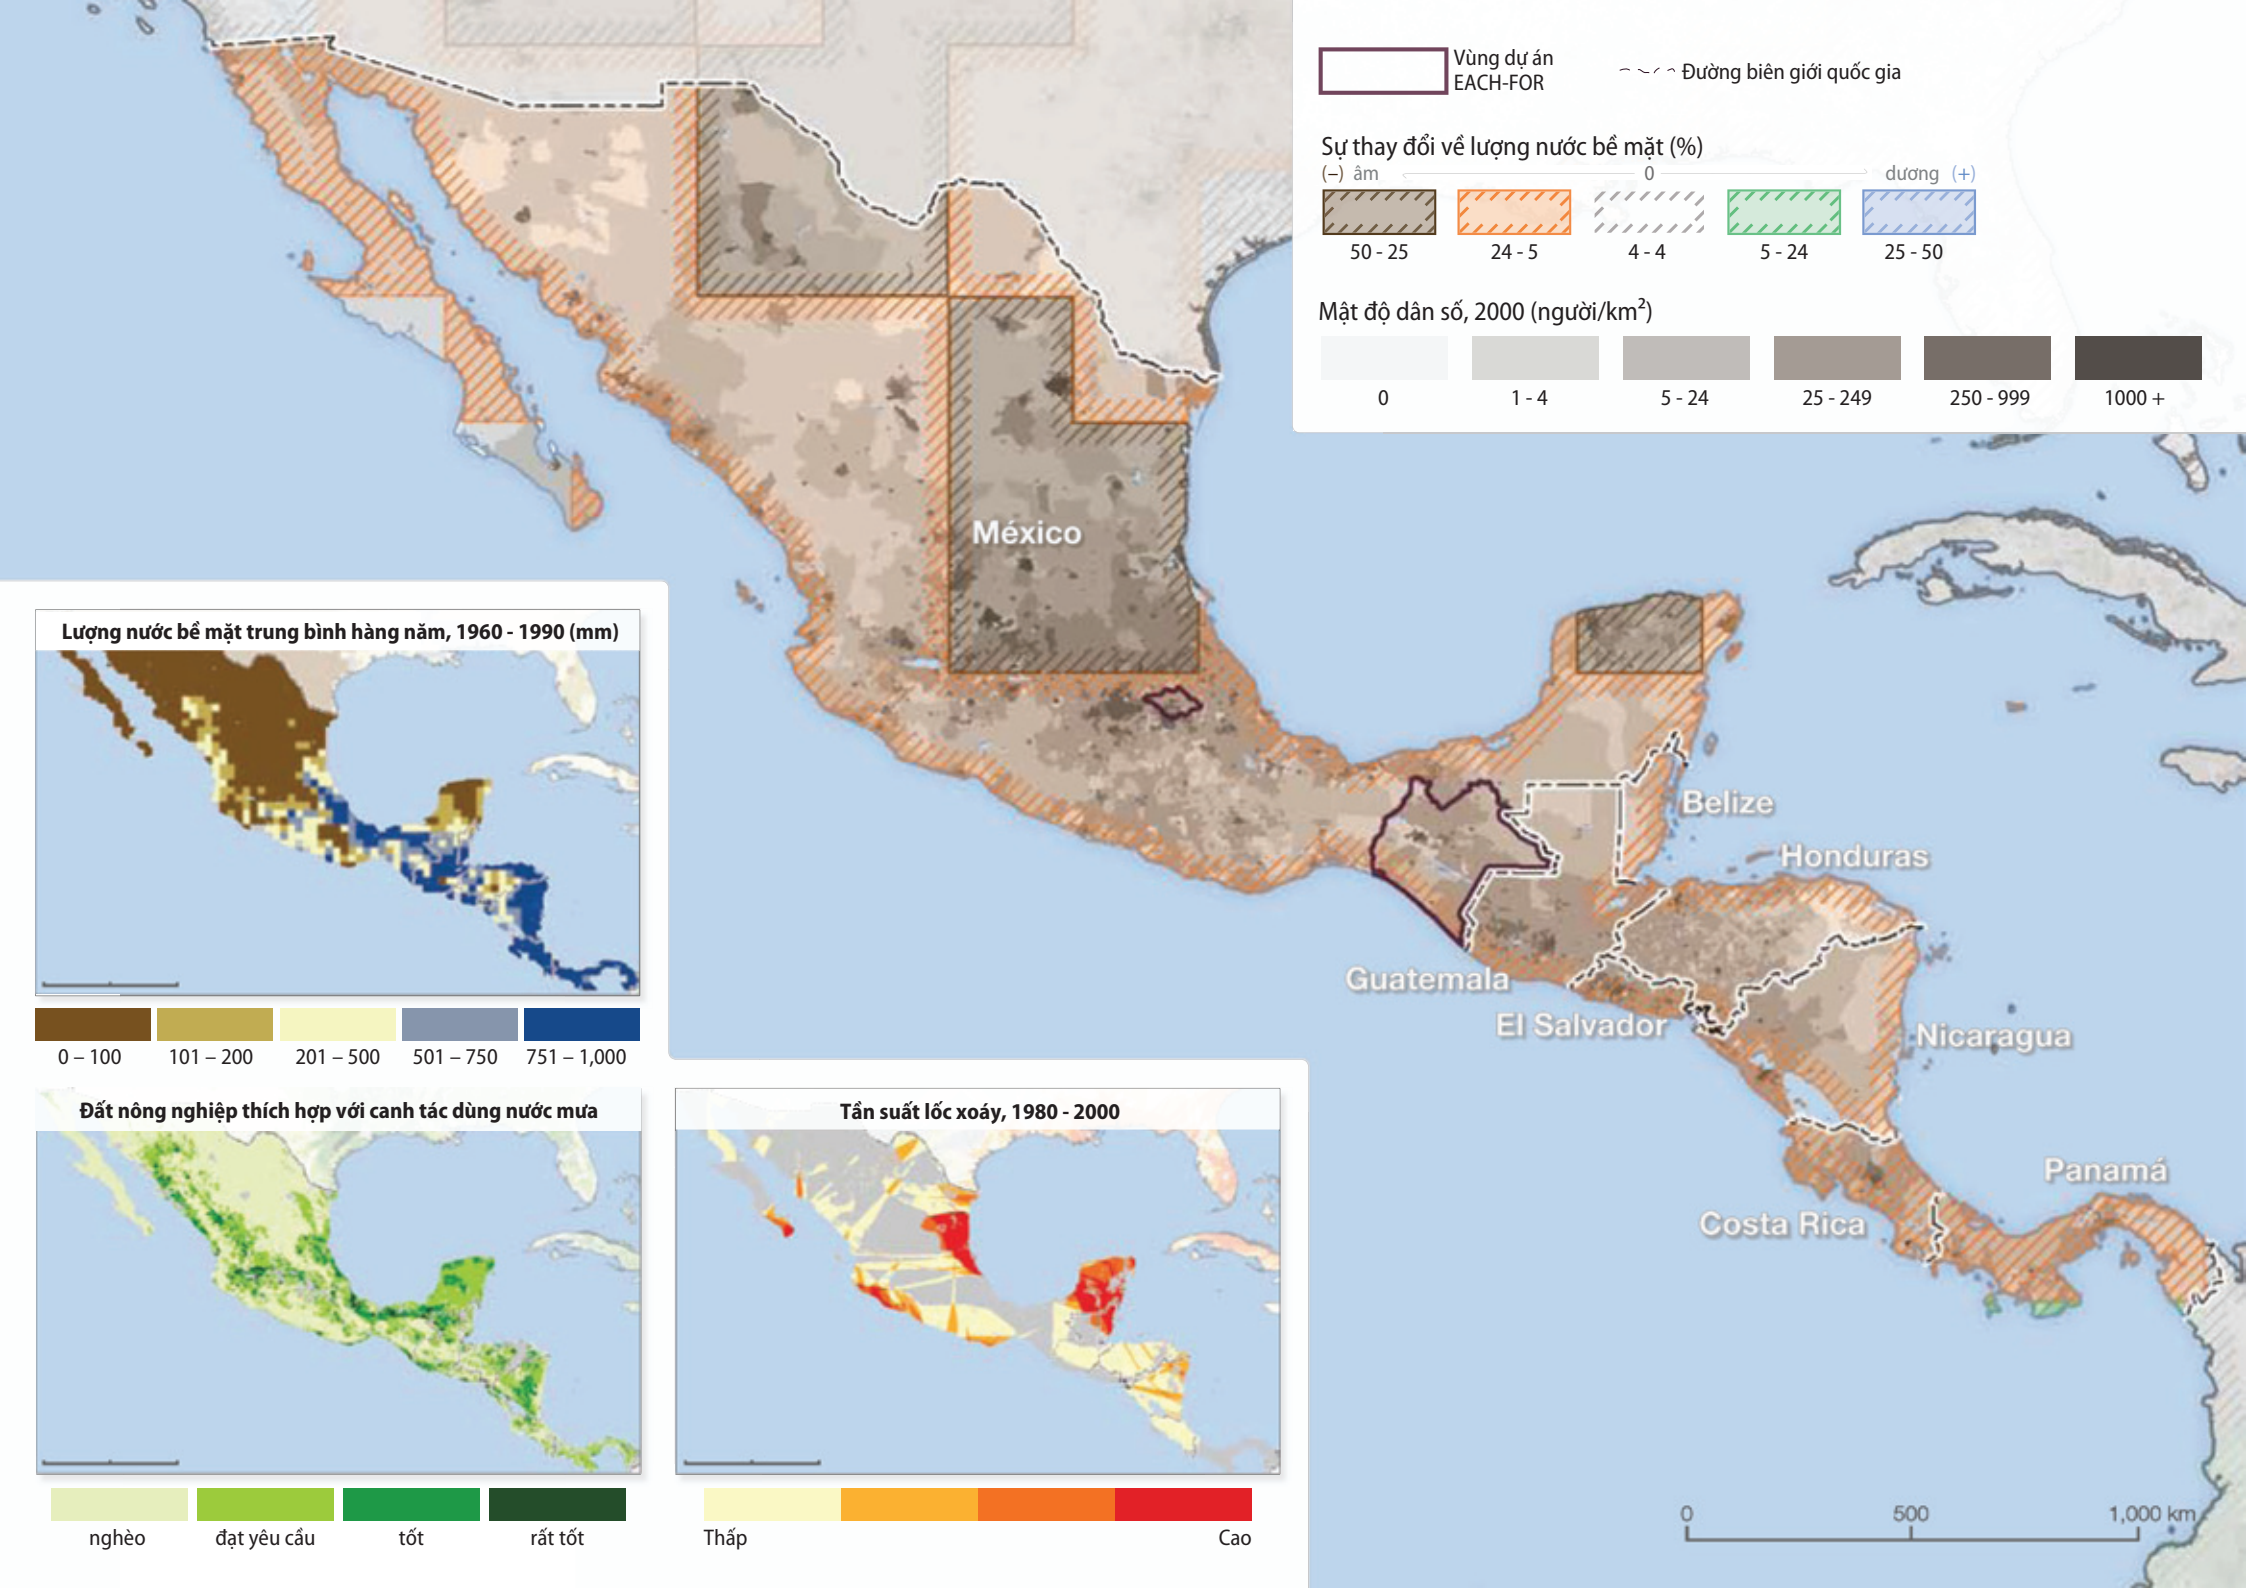 Vùng dự án
EACH-FOR
Đường biên giới quốc gia
Sự thay đổi về lượng nước bề mặt (%)
(–) âm 0 dương (+)
50 - 25 24 - 5 4 - 4 5 - 24 25 - 50
Mật độ dân số, 2000 (người/km²)
0 1 - 4 5 - 24 25 - 249 250 - 999 1000 +
México
Belize
Honduras
Guatemala
El Salvador
Nicaragua
Panamá
Costa Rica
Lượng nước bề mặt trung bình hàng năm, 1960 - 1990 (mm)
0 – 100 101 – 200 201 – 500 501 – 750 751 – 1,000
Đất nông nghiệp thích hợp với canh tác dùng nước mưa
nghèo đạt yêu cầu tốt rất tốt
Tần suất lốc xoáy, 1980 - 2000
Thấp Cao
0 500 1,000 km